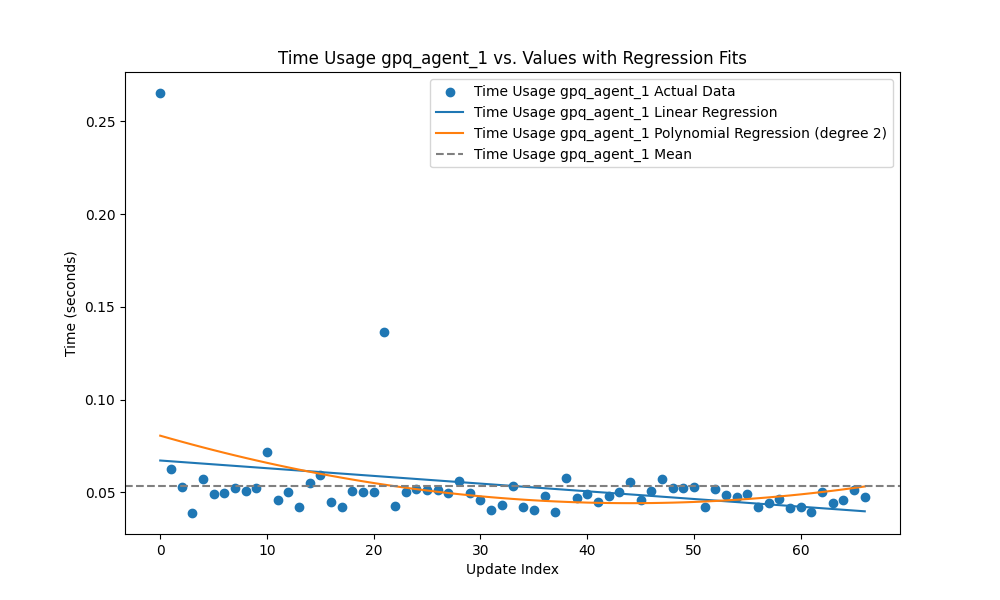 Time Usage gpq_agent_1 vs. Values with Regression Fits
Time Usage gpq_agent_1 Actual Data
Time Usage gpq_agent_1 Linear Regression
Time Usage gpq_agent_1 Polynomial Regression (degree 2)
Time Usage gpq_agent_1 Mean
Time (seconds)
0.25
0.20
0.15
0.10
0.05
0 10 20 30 40 50 60
Update Index